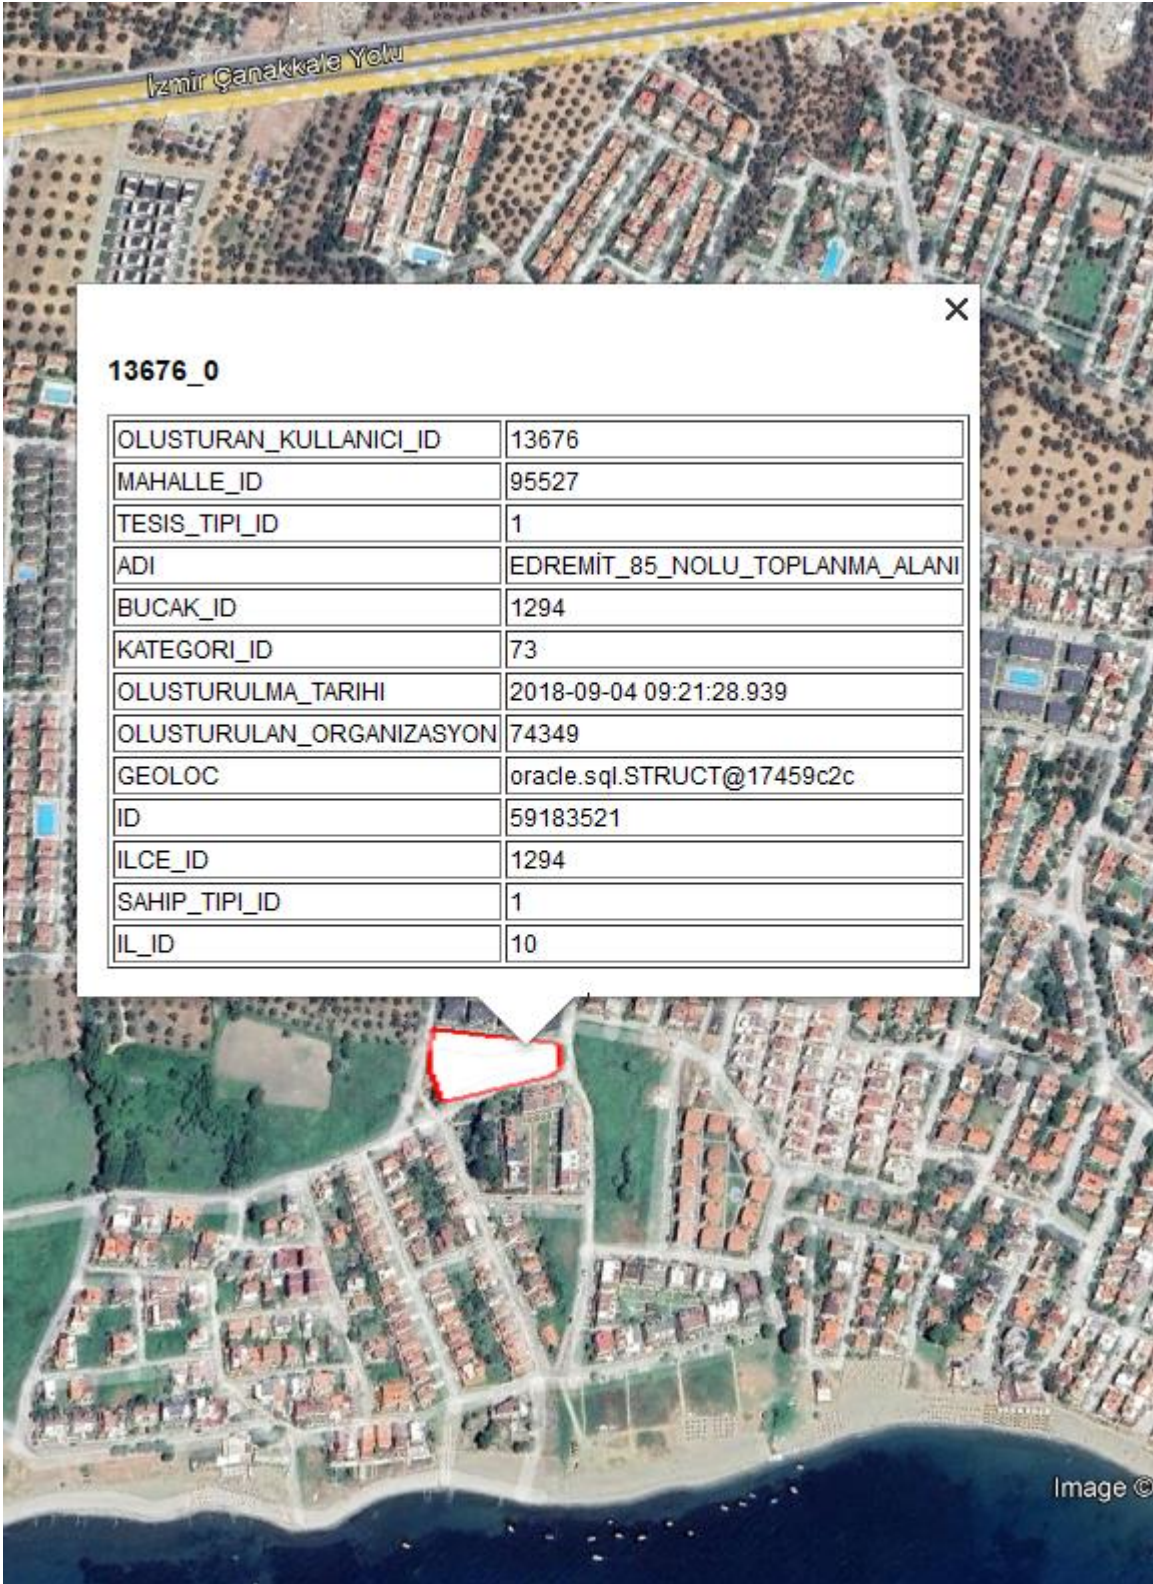 İzmir Çanakkale Yolu
13676_0
OLUSTURAN_KULLANICI_ID 13676
MAHALLE_ID 95527
TESIS_TIPI_ID 1
ADI EDREMİT_85_NOLU_TOPLANMA_ALANI
BUCAK_ID 1294
KATEGORI_ID 73
OLUSTURULMA_TARIHI 2018-09-04 09:21:28.939
OLUSTURULAN_ORGANIZASYON 74349
GEOLOC oracle.sql.STRUCT@17459c2c
ID 59183521
ILCE_ID 1294
SAHIP_TIPI_ID 1
IL_ID 10
Image ©